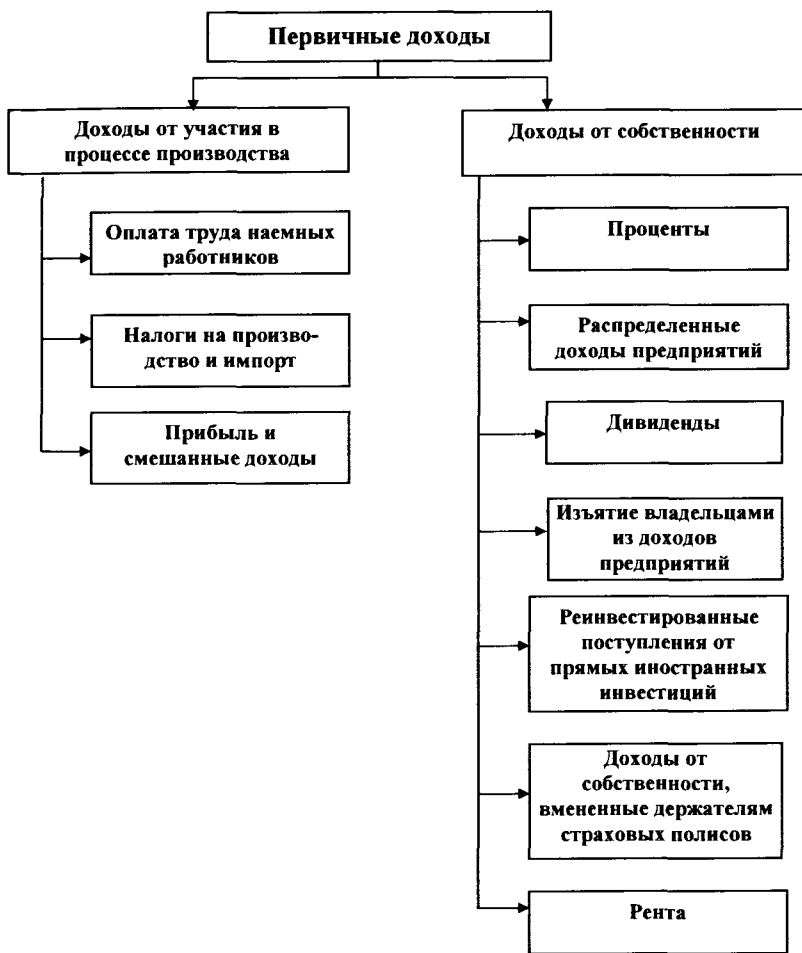 Первичные доходы
Доходы от участия в
процессе производства
Оплата труда наемных
работников
Налоги на произво-
дство и импорт
Прибыль и
смешанные доходы
Доходы от собственности
Проценты
Распределенные
доходы предприятий
Дивиденды
Изъятие владельцами
из доходов
предприятий
Реинвестированные
поступления от
прямых иностранных
инвестиций
Доходы от
собственности,
вмененные держателям
страховых полисов
Рента